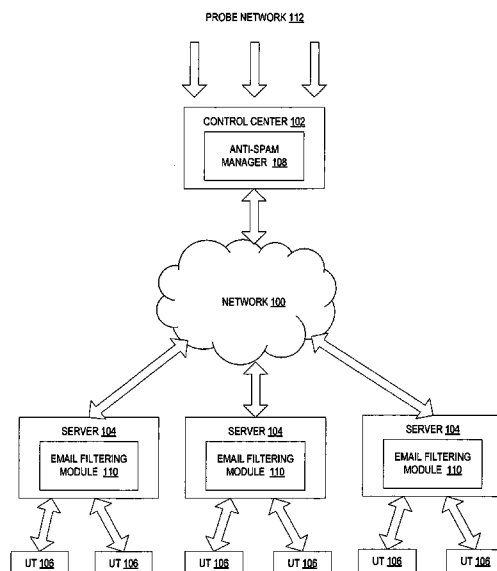 PROBE NETWORK 112
CONTROL CENTER 102
ANTI-SPAM
MANAGER 108
NETWORK 100
SERVER 104
EMAIL FILTERING
MODULE 110
SERVER 104
EMAIL FILTERING
MODULE 110
SERVER 104
EMAIL FILTERING
MODULE 110
UT 106
UT 106
UT 106
UT 106
UT 106
UT 106